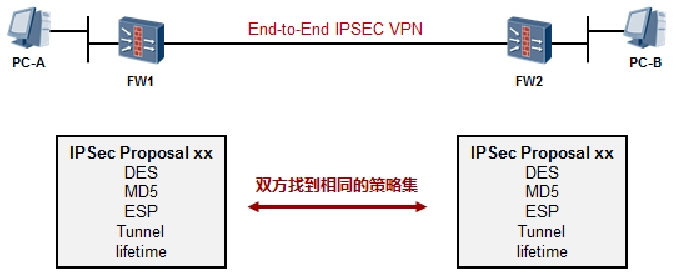 End-to-End IPSEC VPN
PC-A
FW1
FW2
PC-B
IPSec Proposal xx
DES
MD5
ESP
Tunnel
lifetime
双方找到相同的策略集
IPSec Proposal xx
DES
MD5
ESP
Tunnel
lifetime